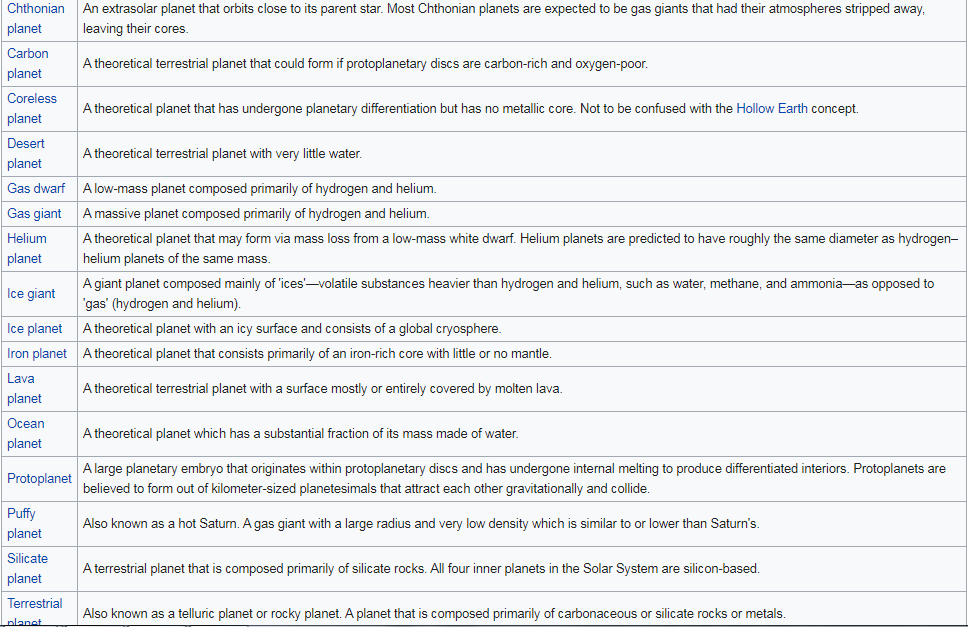 Chthonian An extrasolar planet that orbits close to its parent star. Most Chthonian planets are expected to be gas giants that had their atmospheres stripped away,
planet leaving their cores.
Carbon
planet
A theoretical terrestrial planet that could form if protoplanetary discs are carbon-rich and oxygen-poor.
Coreless
planet
A theoretical planet that has undergone planetary differentiation but has no metallic core. Not to be confused with the Hollow Earth concept.
Desert
planet
A theoretical terrestrial planet with very little water.
Gas dwarf A low-mass planet composed primarily of hydrogen and helium.
Gas giant A massive planet composed primarily of hydrogen and helium.
Helium A theoretical planet that may form via mass loss from a low-mass white dwarf. Helium planets are predicted to have roughly the same diameter as hydrogen–
planet helium planets of the same mass.
Ice giant
A giant planet composed mainly of 'ices'—volatile substances heavier than hydrogen and helium, such as water, methane, and ammonia—as opposed to
'gas' (hydrogen and helium).
Ice planet A theoretical planet with an icy surface and consists of a global cryosphere.
Iron planet A theoretical planet that consists primarily of an iron-rich core with little or no mantle.
Lava
planet
A theoretical terrestrial planet with a surface mostly or entirely covered by molten lava.
Ocean
planet
A theoretical planet which has a substantial fraction of its mass made of water.
Protoplanet
A large planetary embryo that originates within protoplanetary discs and has undergone internal melting to produce differentiated interiors. Protoplanets are
believed to form out of kilometer-sized planetesimals that attract each other gravitationally and collide.
Puffy
planet
Also known as a hot Saturn. A gas giant with a large radius and very low density which is similar to or lower than Saturn's.
Silicate
planet
A terrestrial planet that is composed primarily of silicate rocks. All four inner planets in the Solar System are silicon-based.
Terrestrial
planet
Also known as a telluric planet or rocky planet. A planet that is composed primarily of carbonaceous or silicate rocks or metals.